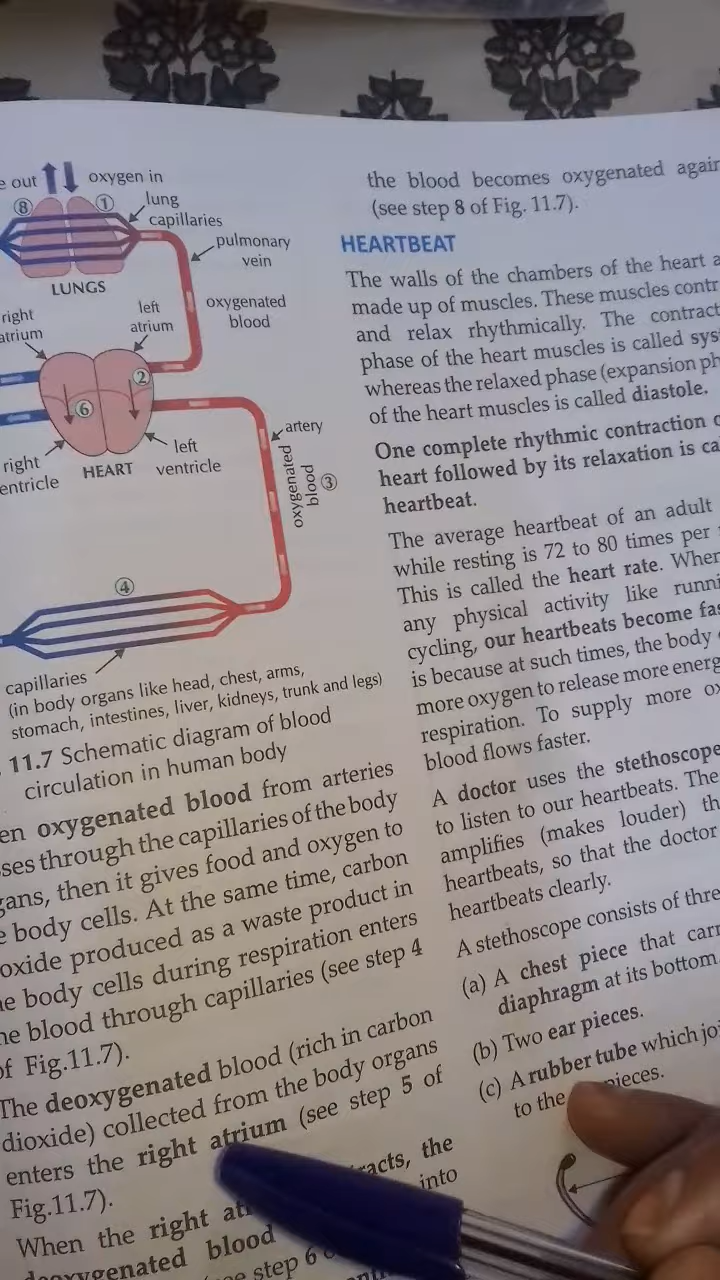 e out
oxygen in
⑧
①
lung
capillaries
pulmonary
vein
LUNGS
right
atrium
left
atrium
oxygenated
blood
②
⑥
right
entricle
HEART
left
ventricle
artery
oxygenated
blood
③
④
capillaries
(in body organs like head, chest, arms,
stomach, intestines, liver, kidneys, trunk and legs)
11.7 Schematic diagram of blood
circulation in human body
en oxygenated blood from arteries
ses through the capillaries of the body
gans, then it gives food and oxygen to
e body cells. At the same time, carbon
oxide produced as a waste product in
he body cells during respiration enters
he blood through capillaries (see step 4
of Fig.11.7).
The deoxygenated blood (rich in carbon
dioxide) collected from the body organs
enters the right atrium (see step 5 of
Fig.11.7).
When the right at racts, the
deoxygenated blood into
step 6
the blood becomes oxygenated again
(see step 8 of Fig. 11.7).
HEARTBEAT
The walls of the chambers of the heart a
made up of muscles. These muscles contr
and relax rhythmically. The contract
phase of the heart muscles is called sys
whereas the relaxed phase (expansion ph
of the heart muscles is called diastole.
One complete rhythmic contraction o
heart followed by its relaxation is ca
heartbeat.
The average heartbeat of an adult
while resting is 72 to 80 times per
This is called the heart rate. When
any physical activity like runni
cycling, our heartbeats become fas
is because at such times, the body
more oxygen to release more energ
respiration. To supply more ox
blood flows faster.
A doctor uses the stethoscope
to listen to our heartbeats. The
amplifies (makes louder) th
heartbeats, so that the doctor
heartbeats clearly.
A stethoscope consists of thre
(a) A chest piece that carr
diaphragm at its bottom.
(b) Two ear pieces.
(c) A rubber tube which joi
to the pieces.